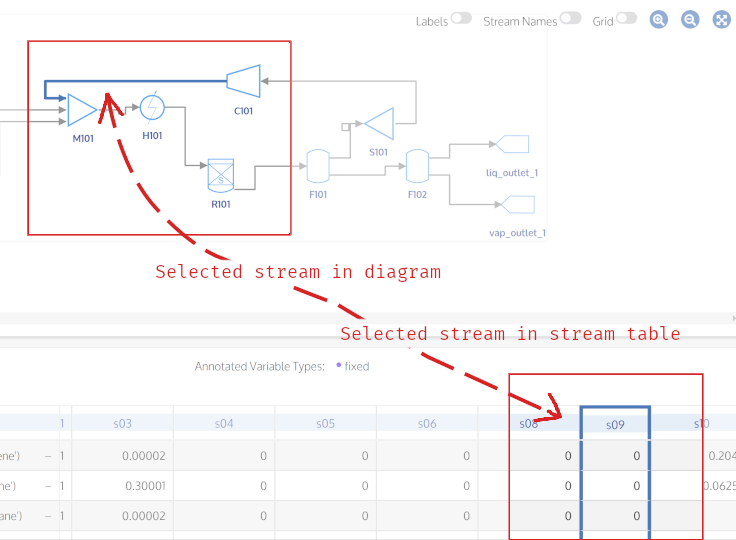 Labels Stream Names Grid
C101
M101
H101
S101
R101
F101
F102
liq_outlet_1
vap_outlet_1
S
Selected stream in diagram
Selected stream in stream table
Annotated Variable Types: fixed
1 s03 s04 s05 s06 s08 s09 s10
ene') – 1 0.00002 0 0 0 0 0 0.204
ne') – 1 0.30001 0 0 0 0 0 0.0625
ane') – 1 0.00002 0 0 0 0 0